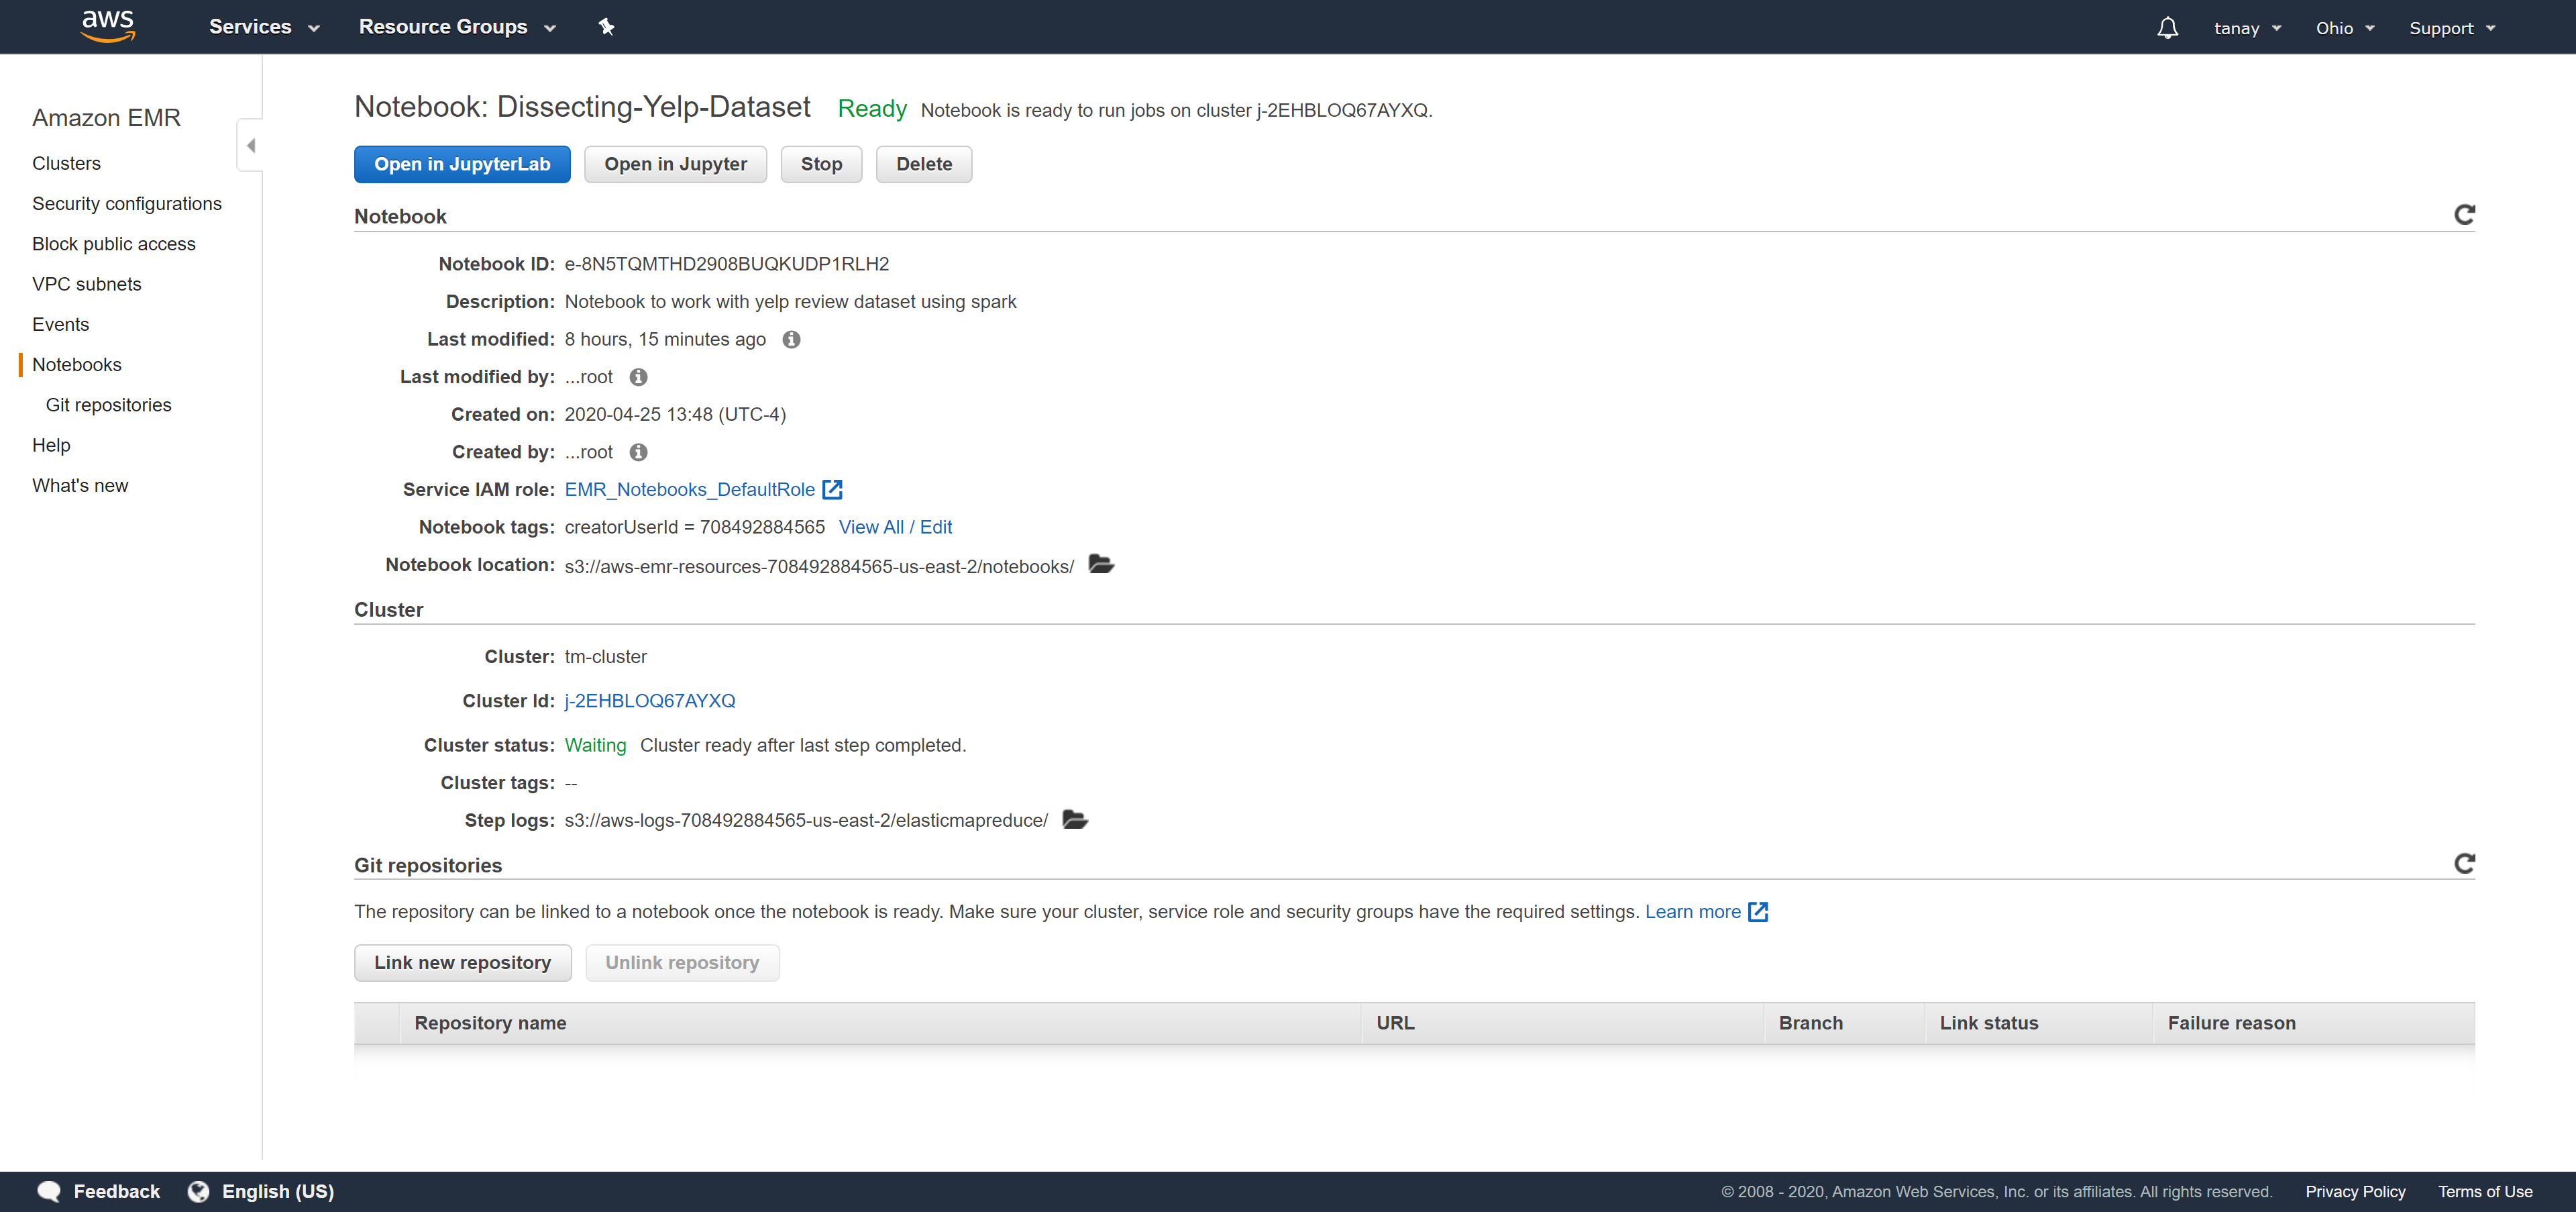 aws Services Resource Groups tanay Ohio Support
Amazon EMR
Clusters
Security configurations
Block public access
VPC subnets
Events
Notebooks
Git repositories
Help
What's new
Notebook: Dissecting-Yelp-Dataset Ready Notebook is ready to run jobs on cluster j-2EHBLOQ67AYXQ.
Open in JupyterLab Open in Jupyter Stop Delete
Notebook
Notebook ID: e-8N5TQMTHD2908BUQKUDP1RLH2
Description: Notebook to work with yelp review dataset using spark
Last modified: 8 hours, 15 minutes ago
Last modified by: ...root
Created on: 2020-04-25 13:48 (UTC-4)
Created by: ...root
Service IAM role: EMR_Notebooks_DefaultRole
Notebook tags: creatorUserId = 708492884565 View All / Edit
Notebook location: s3://aws-emr-resources-708492884565-us-east-2/notebooks/
Cluster
Cluster: tm-cluster
Cluster Id: j-2EHBLOQ67AYXQ
Cluster status: Waiting Cluster ready after last step completed.
Cluster tags: --
Step logs: s3://aws-logs-708492884565-us-east-2/elasticmapreduce/
Git repositories
The repository can be linked to a notebook once the notebook is ready. Make sure your cluster, service role and security groups have the required settings. Learn more
Link new repository Unlink repository
Repository name URL Branch Link status Failure reason
Feedback English (US) © 2008 - 2020, Amazon Web Services, Inc. or its affiliates. All rights reserved. Privacy Policy Terms of Use